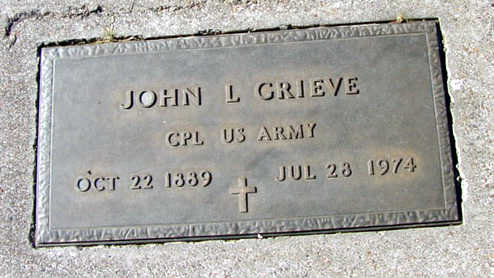 JOHN L GRIEVE
CPL US ARMY
OCT 22 1889 JUL 28 1974